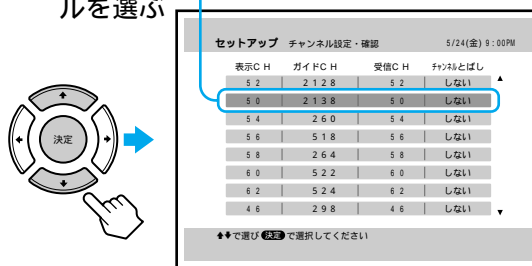 ルを選ぶ
セットアップ チャンネル設定・確認 5/24(金) 9:00PM
表示CH ガイドCH 受信CH チャンネルとばし
52 2128 52 しない
50 2138 50 しない
54 260 54 しない
56 518 56 しない
58 264 58 しない
60 522 60 しない
62 524 62 しない
46 298 46 しない
で選び 決定 で選択してください
決定